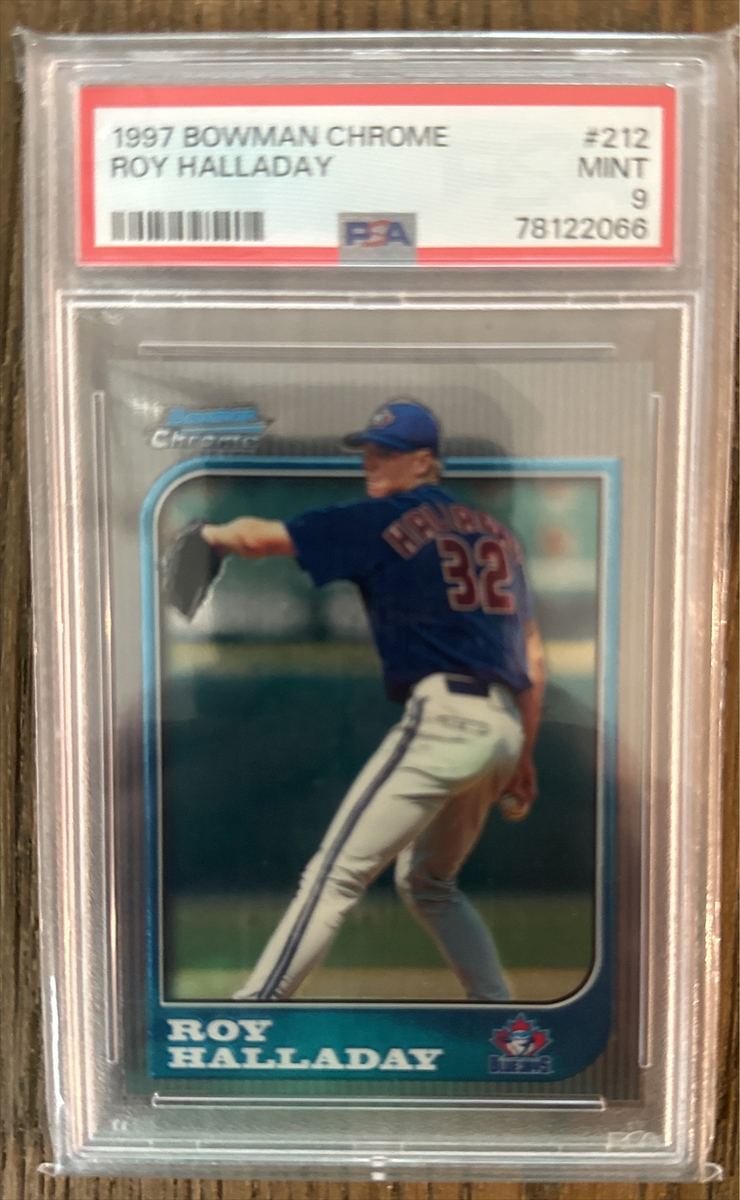 1997 BOWMAN CHROME #212
ROY HALLADAY MINT
9
PSA 78122066
Bowman
Chrome
HALLADAY
32
ROY
HALLADAY